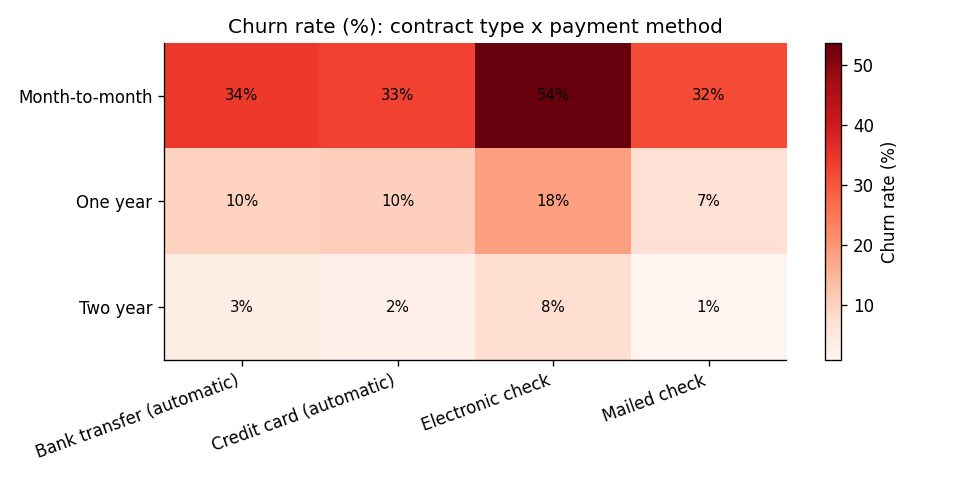 Churn rate (%): contract type x payment method
Month-to-month 34% 33% 54% 32%
One year 10% 10% 18% 7%
Two year 3% 2% 8% 1%
Bank transfer (automatic) Credit card (automatic) Electronic check Mailed check
50
40
30
20
10
Churn rate (%)